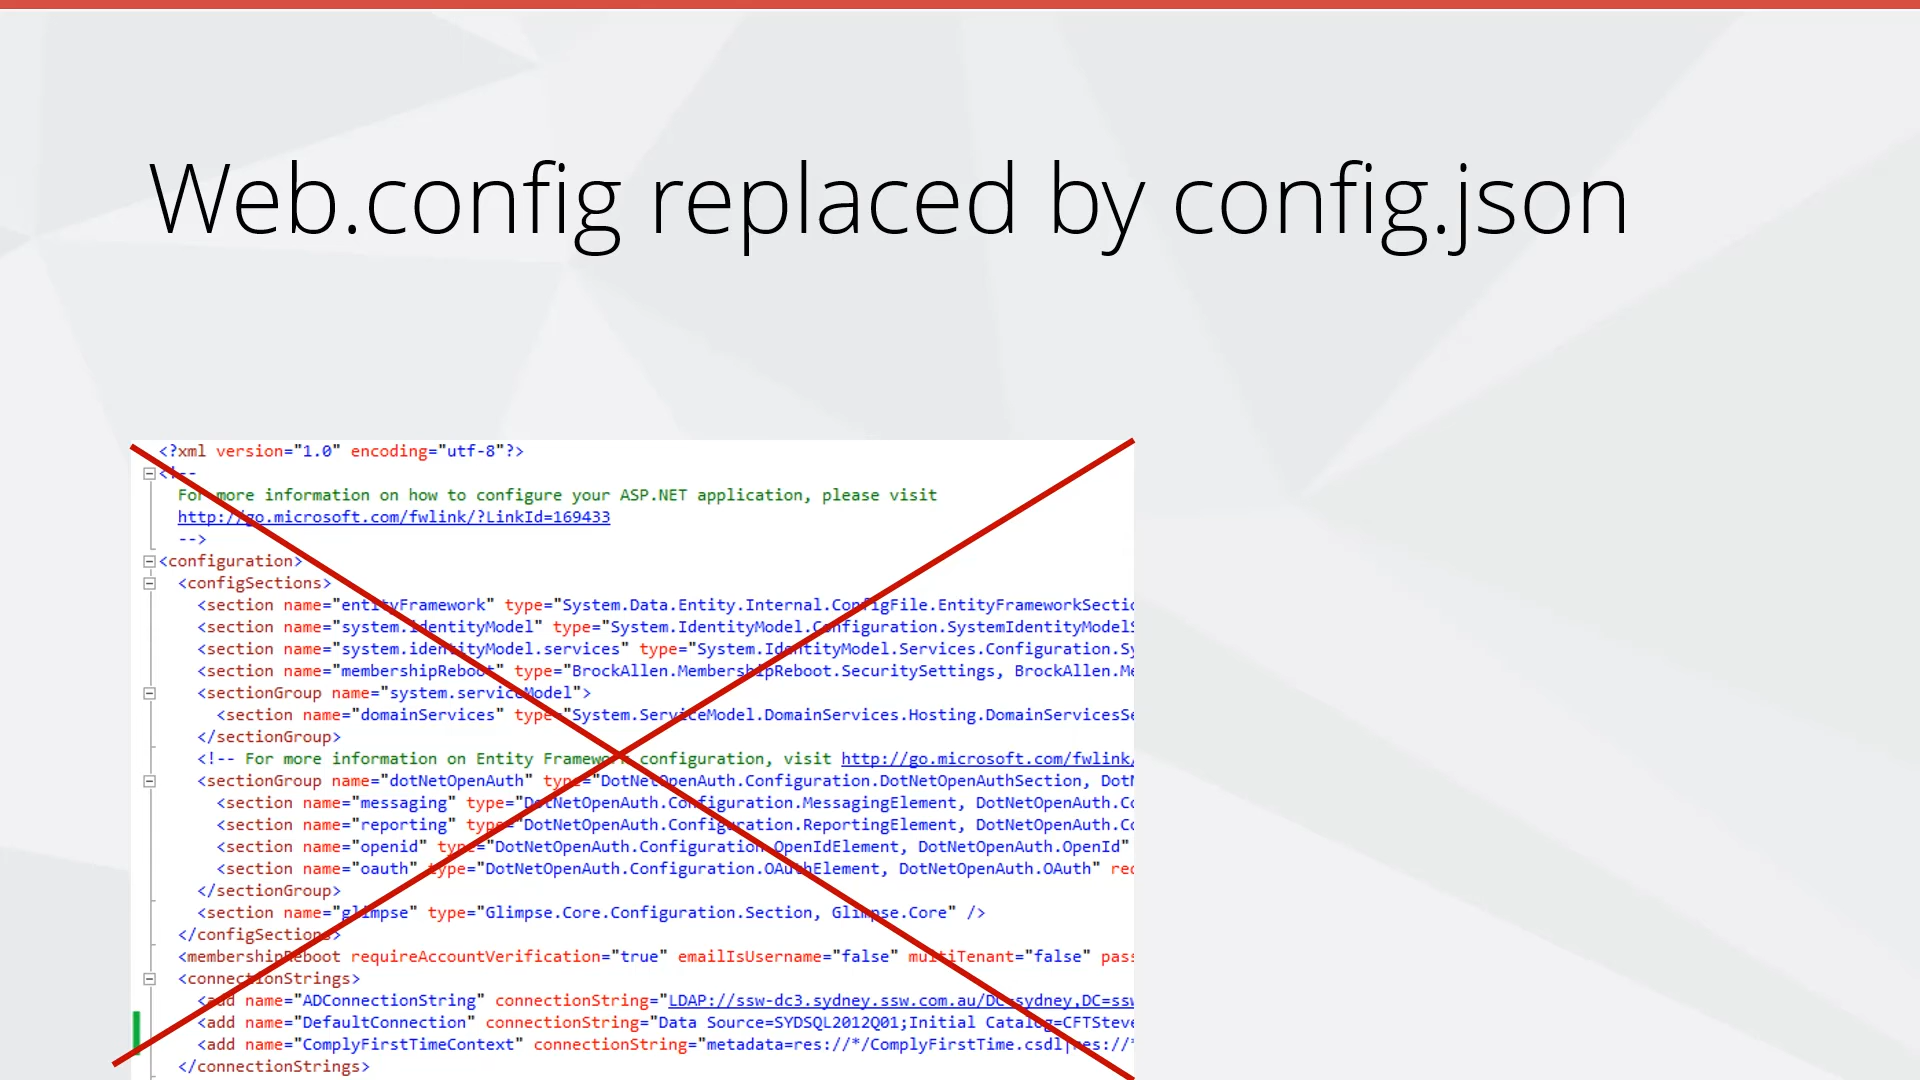 Web.config replaced by config.json
<?xml version="1.0" encoding="utf-8"?>
<!--
For more information on how to configure your ASP.NET application, please visit
http://go.microsoft.com/fwlink/?LinkId=169433
-->
<configuration>
<configSections>
<section name="entityFramework" type="System.Data.Entity.Internal.ConfigFile.EntityFrameworkSectio
<section name="system.identityModel" type="System.IdentityModel.Configuration.SystemIdentityModelS
<section name="system.identityModel.services" type="System.IdentityModel.Services.Configuration.Sy
<section name="membershipReboot" type="BrockAllen.MembershipReboot.SecuritySettings, BrockAllen.Me
<sectionGroup name="system.serviceModel">
<section name="domainServices" type="System.ServiceModel.DomainServices.Hosting.DomainServicesSe
</sectionGroup>
<!-- For more information on Entity Framework configuration, visit http://go.microsoft.com/fwlink/
<sectionGroup name="dotNetOpenAuth" type="DotNetOpenAuth.Configuration.DotNetOpenAuthSection, DotN
<section name="messaging" type="DotNetOpenAuth.Configuration.MessagingElement, DotNetOpenAuth.Co
<section name="reporting" type="DotNetOpenAuth.Configuration.ReportingElement, DotNetOpenAuth.Co
<section name="openid" type="DotNetOpenAuth.Configuration.OpenIdElement, DotNetOpenAuth.OpenId"
<section name="oauth" type="DotNetOpenAuth.Configuration.OAuthElement, DotNetOpenAuth.OAuth" rec
</sectionGroup>
<section name="glimpse" type="Glimpse.Core.Configuration.Section, Glimpse.Core" />
</configSections>
<membershipReboot requireAccountVerification="true" emailIsUsername="false" multiTenant="false" pass
<connectionStrings>
<add name="ADConnectionString" connectionString="LDAP://ssw-dc3.sydney.ssw.com.au/DC=sydney,DC=ssw
<add name="DefaultConnection" connectionString="Data Source=SYDSQL2012Q01;Initial Catalog=CFTSteve
<add name="ComplyFirstTimeContext" connectionString="metadata=res://*/ComplyFirstTime.csdl|res://*
</connectionStrings>